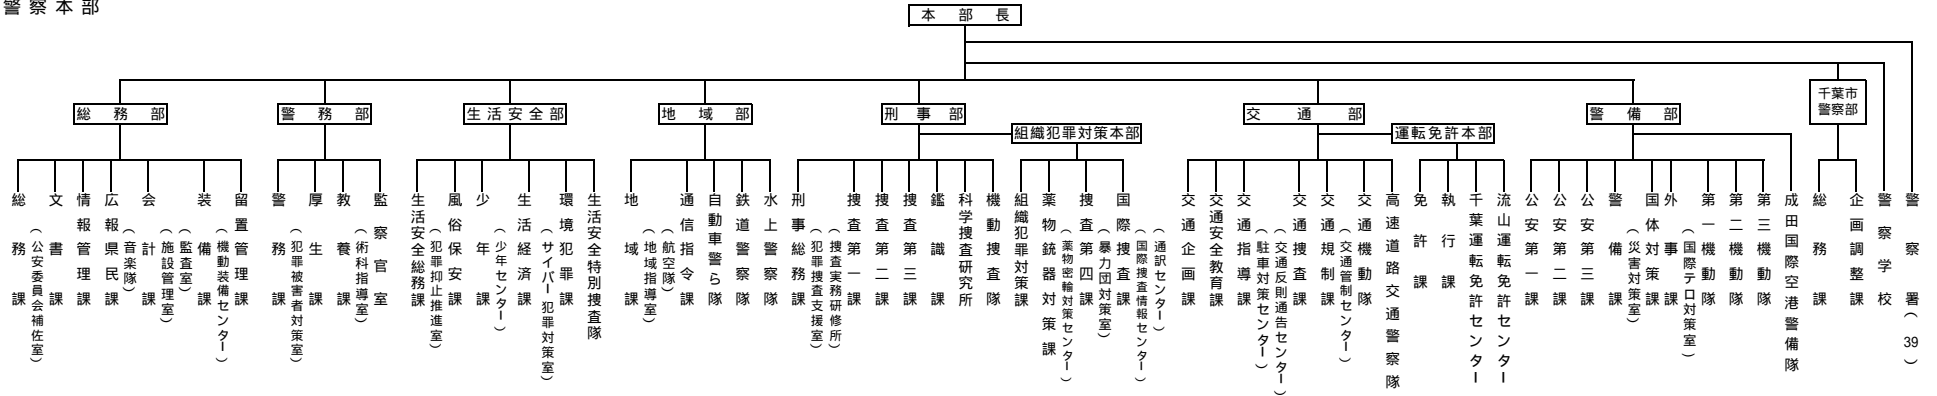 警察本部
本部長
総務部
警務部
生活安全部
地域部
刑事部
組織犯罪対策本部
交通部
運転免許本部
警備部
千葉市
警察部
総務課
(公安委員会補佐室)
文書課
情報管理課
広報県民課
(音楽隊)
会計課
(施設管理室)
(監査室)
装備課
(機動装備センター)
留置管理課
警務課
(犯罪被害者対策室)
厚生課
教養課
(術科指導室)
監察官室
生活安全総務課
(犯罪抑止推進室)
風俗保安課
少年課
(少年センター)
生活経済課
(サイバー犯罪対策室)
環境犯罪課
生活安全特別捜査隊
地域課
(地域指導室)
(航空隊)
通信指令課
自動車警ら隊
鉄道警察隊
水上警察隊
刑事総務課
(犯罪捜査支援室)
(捜査実務研修所)
捜査第一課
捜査第二課
捜査第三課
鑑識課
科学捜査研究所
機動捜査隊
組織犯罪対策課
薬物銃器対策課
(薬物密輸対策センター)
捜査第四課
(暴力団対策室)
国際捜査課
(国際捜査情報センター)
(通訳センター)
交通企画課
交通安全教育課
交通指導課
(駐車対策センター)
(交通反則通告センター)
交通捜査課
交通規制課
(交通管制センター)
交通機動隊
高速道路交通警察隊
免許課
執行課
千葉運転免許センター
流山運転免許センター
公安第一課
公安第二課
公安第三課
警備課
(災害対策室)
国体対策課
外事課
(国際テロ対策室)
第一機動隊
第二機動隊
第三機動隊
成田国際空港警備隊
総務課
企画調整課
警察学校
警察署(39)